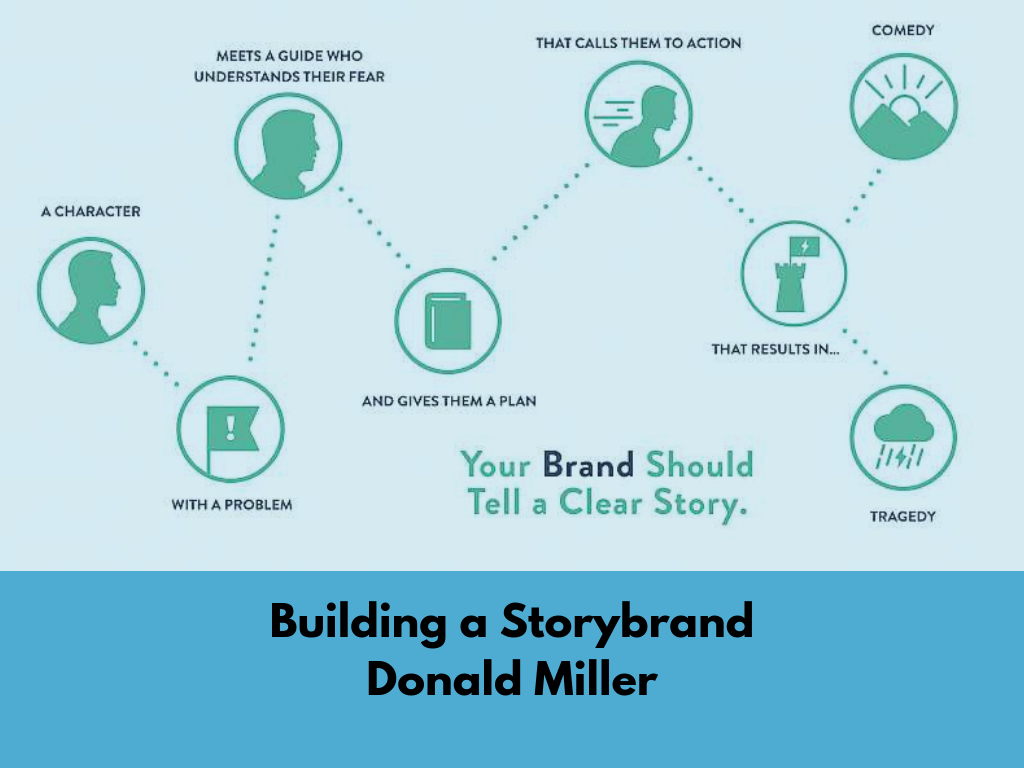 A CHARACTER
WITH A PROBLEM
MEETS A GUIDE WHO
UNDERSTANDS THEIR FEAR
AND GIVES THEM A PLAN
THAT CALLS THEM TO ACTION
THAT RESULTS IN...
COMEDY
TRAGEDY
!
Your Brand Should
Tell a Clear Story.
Building a Storybrand
Donald Miller